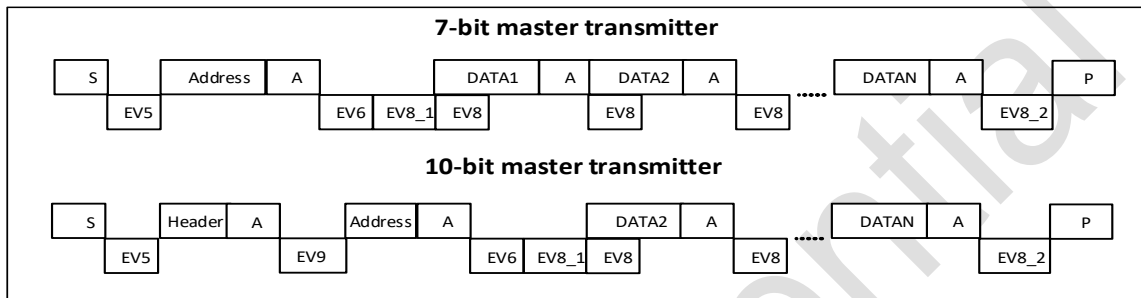 7-bit master transmitter
S Address A DATA1 A DATA2 A ..... DATAN A P
EV5 EV6 EV8_1 EV8 EV8 EV8 EV8_2
10-bit master transmitter
S Header A Address A DATA2 A ..... DATAN A P
EV5 EV9 EV6 EV8_1 EV8 EV8 EV8_2